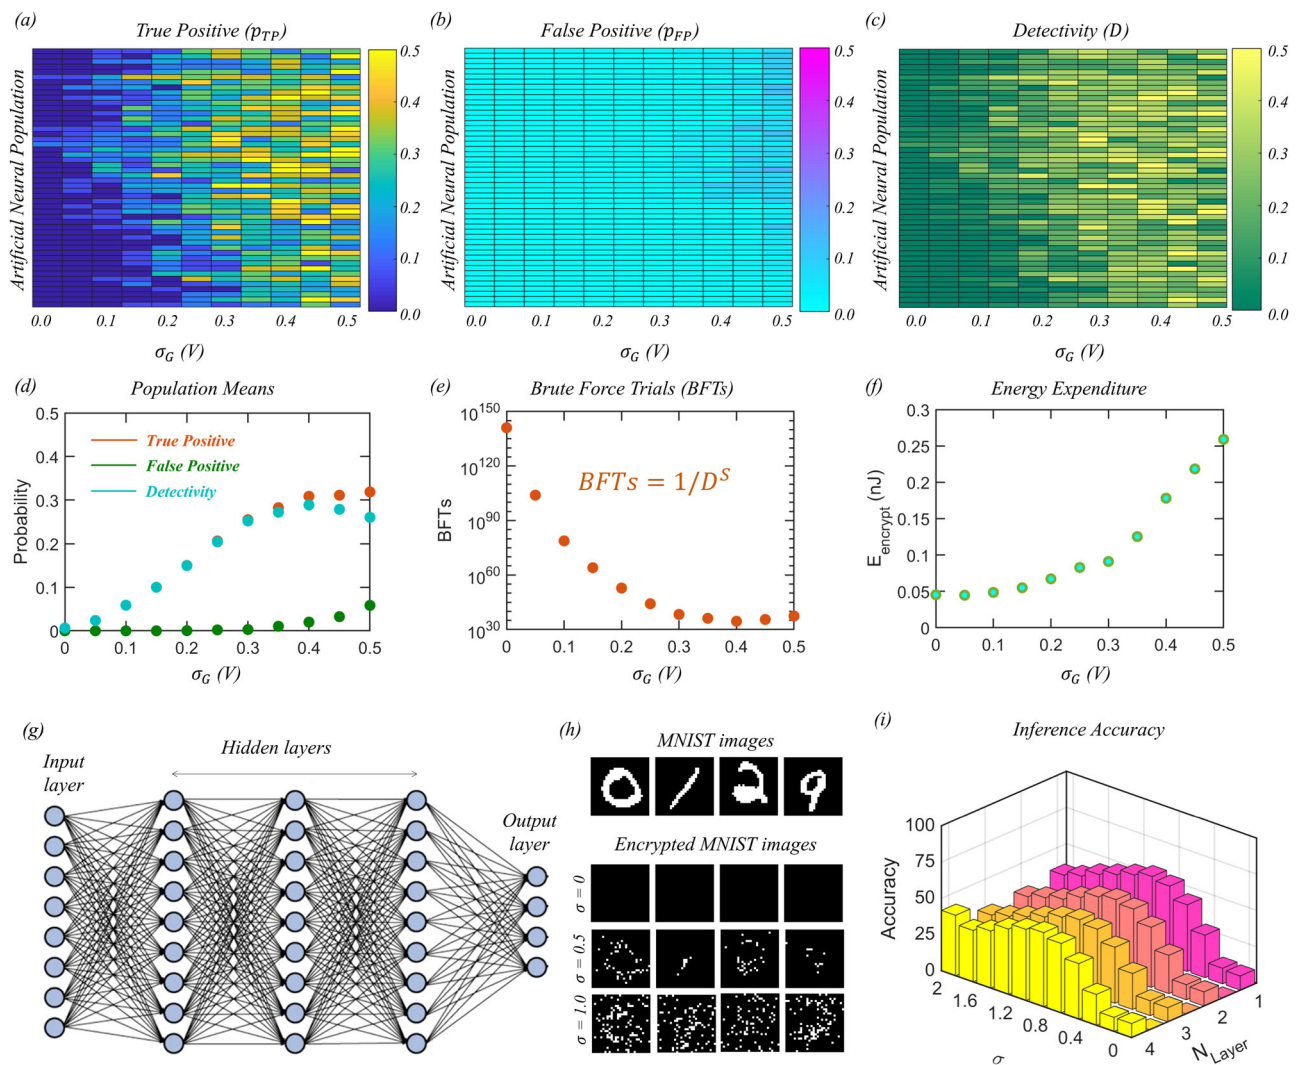 (a)
True Positive (pTP)
Artificial Neural Population
0.5
0.4
0.3
0.2
0.1
0.0
0.0 0.1 0.2 0.3 0.4 0.5
σG (V)
(b)
False Positive (pFP)
Artificial Neural Population
0.5
0.4
0.3
0.2
0.1
0.0
0.0 0.1 0.2 0.3 0.4 0.5
σG (V)
(c)
Detectivity (D)
Artificial Neural Population
0.5
0.4
0.3
0.2
0.1
0.0
0.0 0.1 0.2 0.3 0.4 0.5
σG (V)
(d)
Population Means
Probability
0.5
0.4
0.3
0.2
0.1
0
True Positive
False Positive
Detectivity
0 0.1 0.2 0.3 0.4 0.5
σG (V)
(e)
Brute Force Trials (BFTs)
BFTs
10^150
10^120
10^90
10^60
10^30
BFTs = 1/D^S
0 0.1 0.2 0.3 0.4 0.5
σG (V)
(f)
Energy Expenditure
Eencrypt (nJ)
0.3
0.25
0.2
0.15
0.1
0.05
0
0 0.1 0.2 0.3 0.4 0.5
σG (V)
(g)
Input
layer
Hidden layers
Output
layer
(h)
MNIST images
Encrypted MNIST images
σ = 0
σ = 0.5
σ = 1.0
(i)
Inference Accuracy
Accuracy
100
75
50
25
0
2 1.6 1.2 0.8 0.4 0
σ
4 3 2 1
NLayer